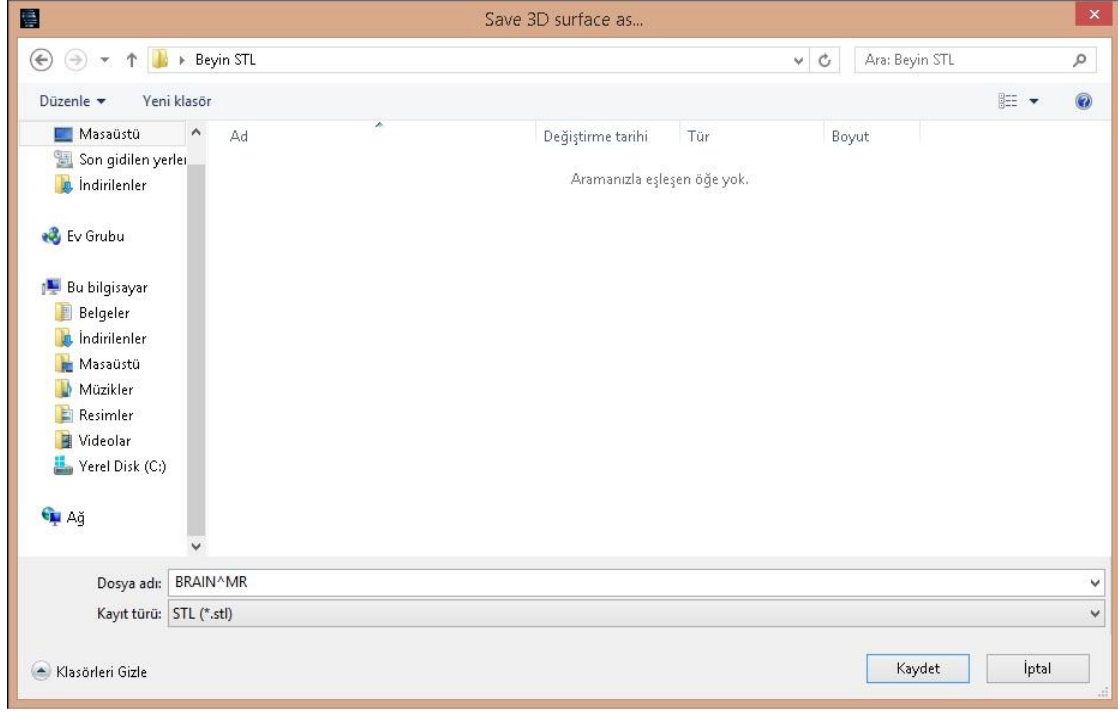 Save 3D surface as...
Beyin STL
Ara: Beyin STL
Düzenle
Yeni klasör
Masaüstü
Son gidilen yerler
İndirilenler
Ev Grubu
Bu bilgisayar
Belgeler
İndirilenler
Masaüstü
Müzikler
Resimler
Videolar
Yerel Disk (C:)
Ağ
Ad
Değiştirme tarihi
Tür
Boyut
Aramanızla eşleşen öğe yok.
Dosya adı: BRAIN^MR
Kayıt türü: STL (*.stl)
Klasörleri Gizle
Kaydet
İptal